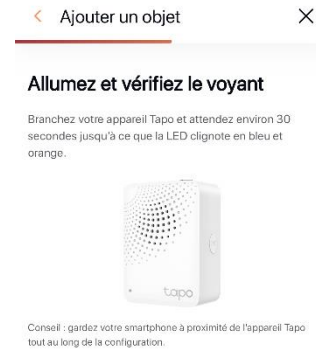 Ajouter un objet
Allumez et vérifiez le voyant
Branchez votre appareil Tapo et attendez environ 30
secondes jusqu'à ce que la LED clignote en bleu et
orange.
tapo
Conseil : gardez votre smartphone à proximité de l'appareil Tapo
tout au long de la configuration.